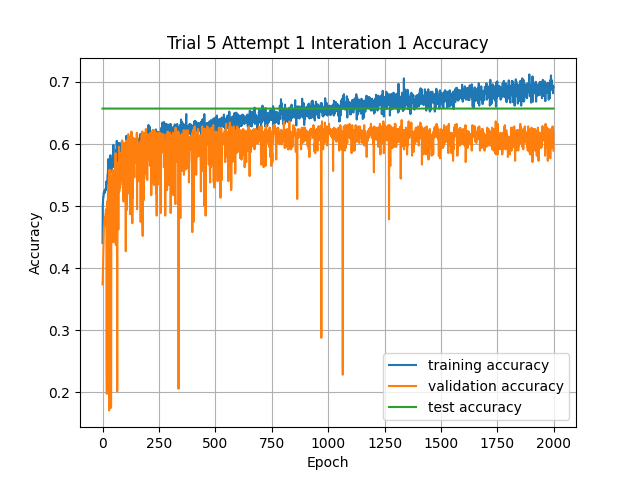 Trial 5 Attempt 1 Interation 1 Accuracy
0.7
0.6
0.5
0.4
0.3
0.2
Accuracy
training accuracy
validation accuracy
test accuracy
0 250 500 750 1000 1250 1500 1750 2000
Epoch